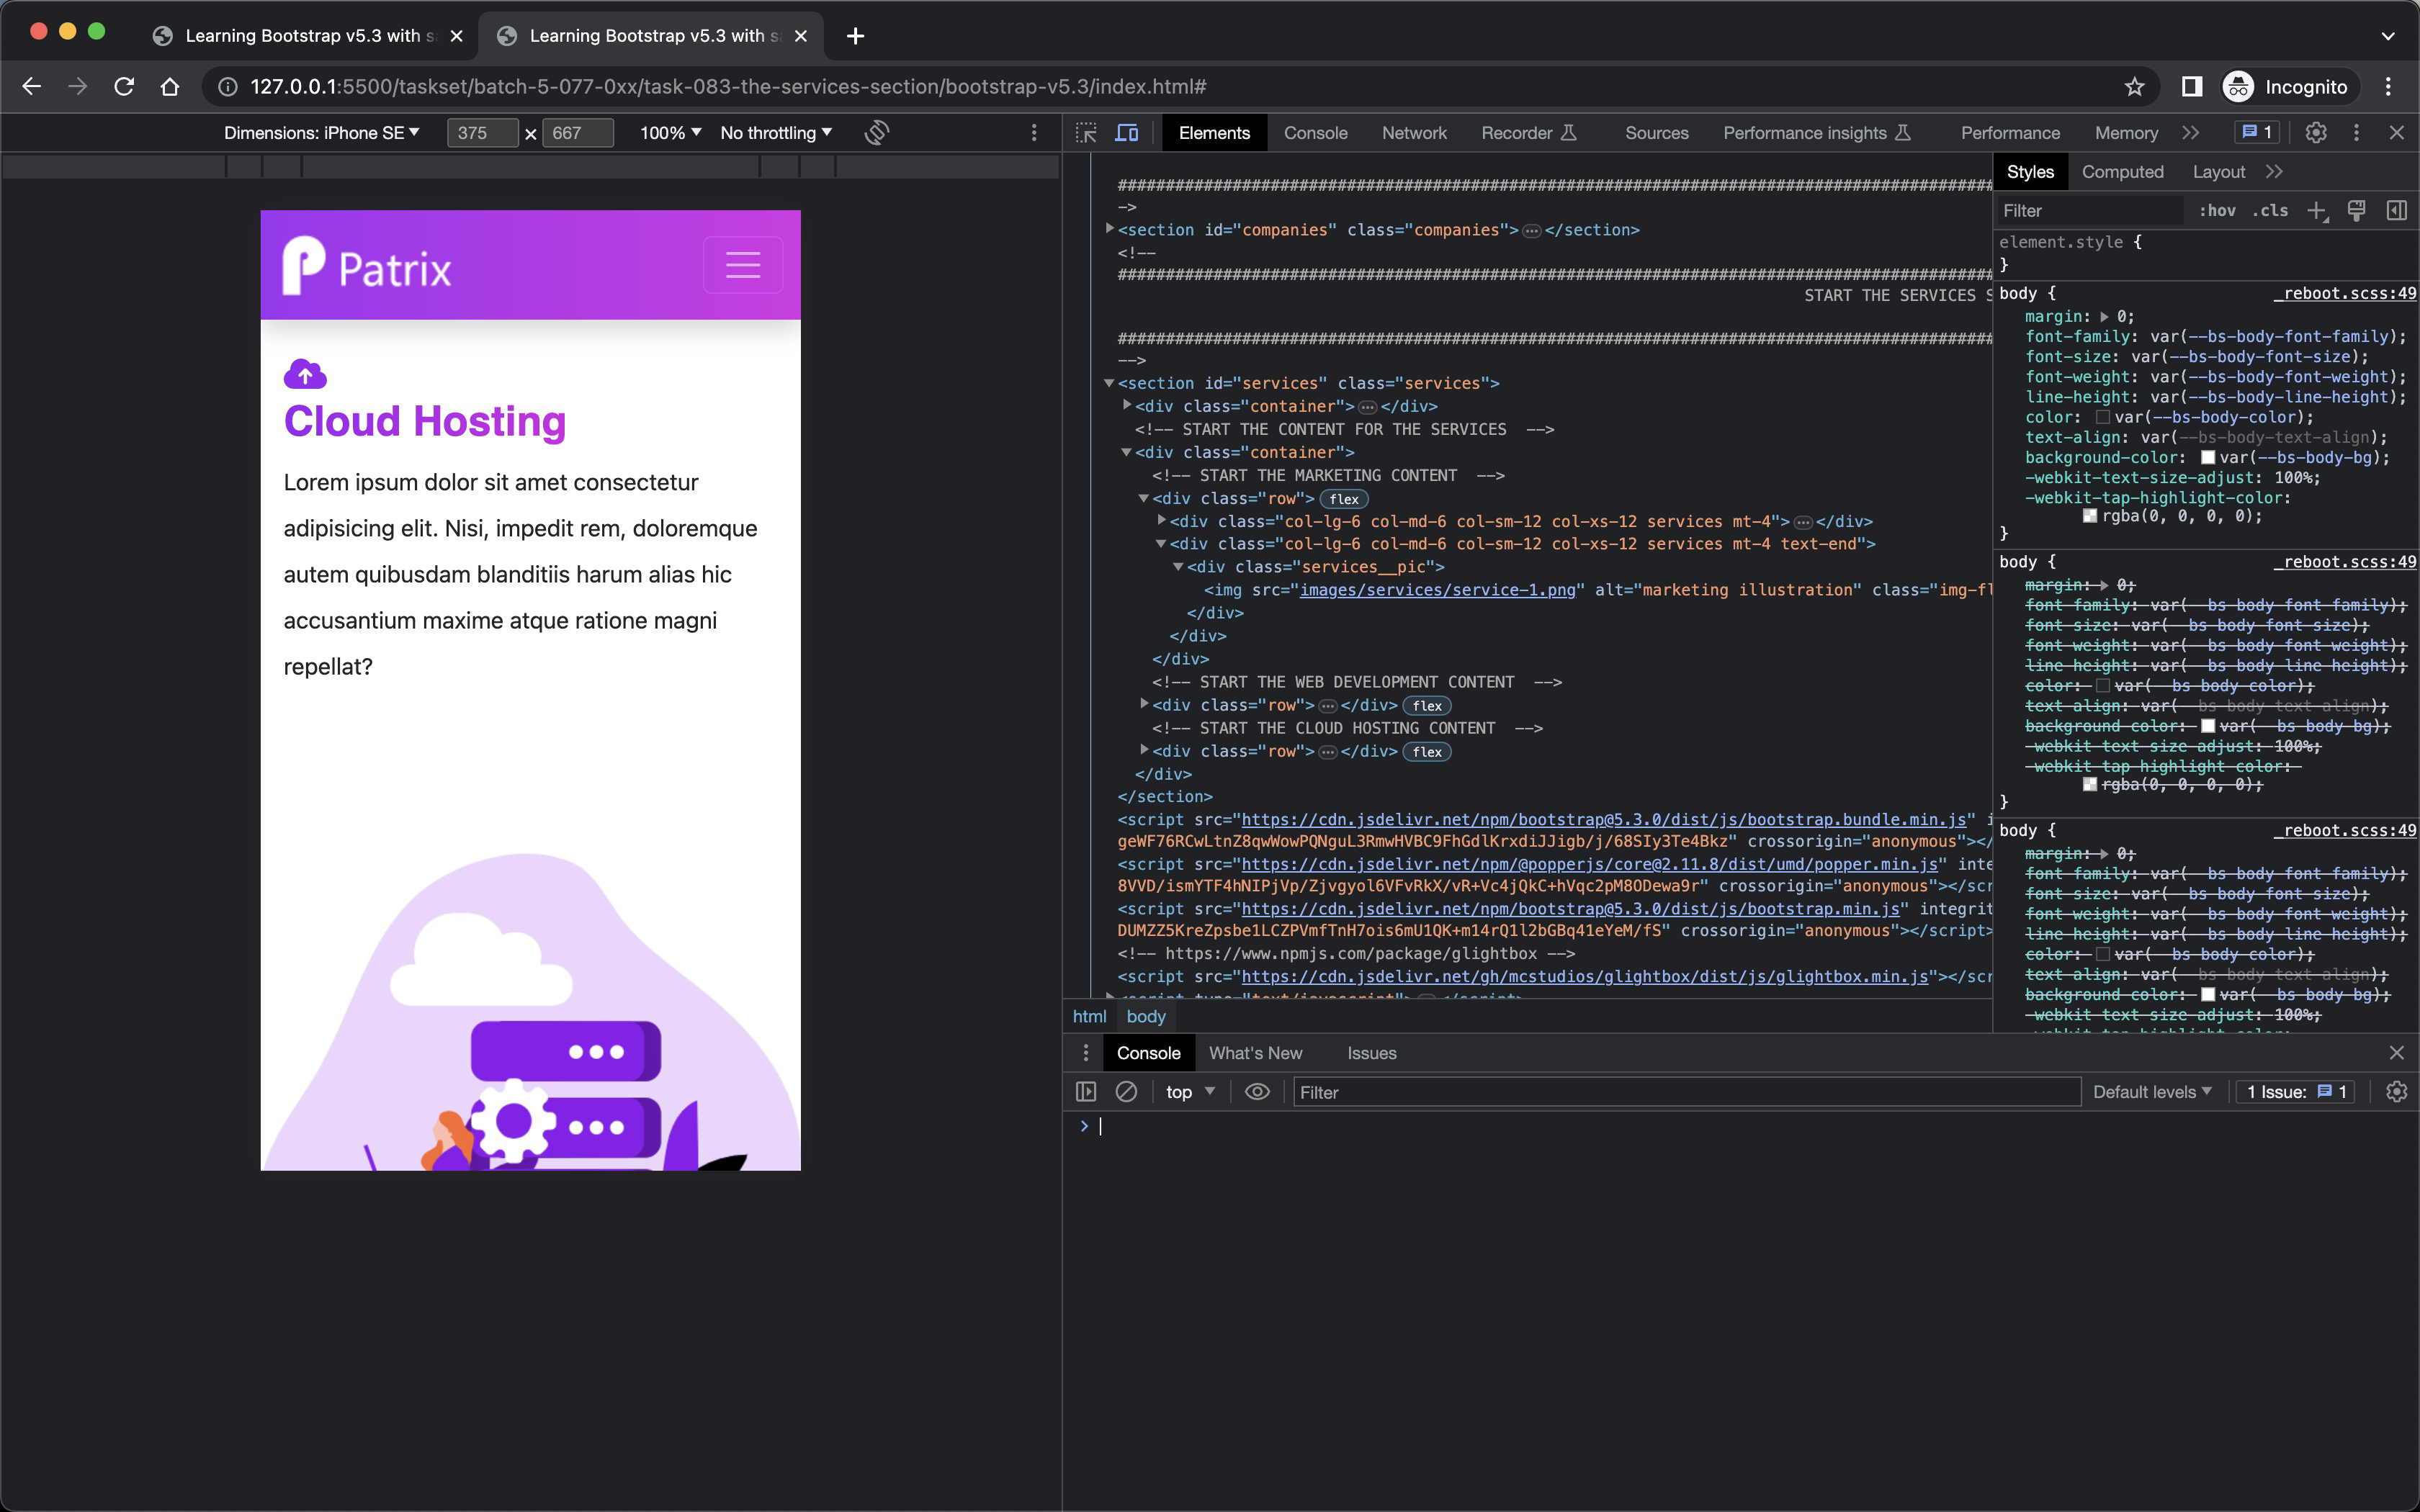 Learning Bootstrap v5.3 with s
Learning Bootstrap v5.3 with s
127.0.0.1:5500/taskset/batch-5-077-0xx/task-083-the-services-section/bootstrap-v5.3/index.html#
Incognito
Dimensions: iPhone SE
375 × 667
100%
No throttling
Elements
Console
Network
Recorder
Sources
Performance insights
Performance
Memory
1
Patrix
Cloud Hosting
Lorem ipsum dolor sit amet consectetur
adipisicing elit. Nisi, impedit rem, doloremque
autem quibusdam blanditiis harum alias hic
accusantium maxime atque ratione magni
repellat?
-->
<section id="companies" class="companies"> … </section>
<!--
START THE SERVICES S
-->
<section id="services" class="services">
<div class="container"> … </div>
<!-- START THE CONTENT FOR THE SERVICES -->
<div class="container">
<!-- START THE MARKETING CONTENT -->
<div class="row"> flex
<div class="col-lg-6 col-md-6 col-sm-12 col-xs-12 services mt-4"> … </div>
<div class="col-lg-6 col-md-6 col-sm-12 col-xs-12 services mt-4 text-end">
<div class="services__pic">
<img src="images/services/service-1.png" alt="marketing illustration" class="img-fl
</div>
</div>
</div>
<!-- START THE WEB DEVELOPMENT CONTENT -->
<div class="row"> … </div> flex
<!-- START THE CLOUD HOSTING CONTENT -->
<div class="row"> … </div> flex
</div>
</section>
<script src="https://cdn.jsdelivr.net/npm/bootstrap@5.3.0/dist/js/bootstrap.bundle.min.js" i
geWF76RCwLtnZ8qwWowPQNguL3RmwHVBC9FhGdlKrxdiJJigb/j/68SIy3Te4Bkz" crossorigin="anonymous"></
<script src="https://cdn.jsdelivr.net/npm/@popperjs/core@2.11.8/dist/umd/popper.min.js" inte
8VVD/ismYTF4hNIPjVp/Zjvgyol6VFvRkX/vR+Vc4jQkC+hVqc2pM8ODewa9r" crossorigin="anonymous"></scr
<script src="https://cdn.jsdelivr.net/npm/bootstrap@5.3.0/dist/js/bootstrap.min.js" integrit
DUMZZ5KreZpsbe1LCZPVmfTnH7ois6mU1QK+m14rQ1l2bGBq41eYeM/fS" crossorigin="anonymous"></script>
<!-- https://www.npmjs.com/package/glightbox -->
<script src="https://cdn.jsdelivr.net/gh/mcstudios/glightbox/dist/js/glightbox.min.js"></scr
<script type="text/javascript"> … </script>
html body
Styles
Computed
Layout
Filter
:hov .cls
element.style {
}
body { _reboot.scss:49
margin: 0;
font-family: var(--bs-body-font-family);
font-size: var(--bs-body-font-size);
font-weight: var(--bs-body-font-weight);
line-height: var(--bs-body-line-height);
color: var(--bs-body-color);
text-align: var(--bs-body-text-align);
background-color: var(--bs-body-bg);
-webkit-text-size-adjust: 100%;
-webkit-tap-highlight-color:
rgba(0, 0, 0, 0);
}
body { _reboot.scss:49
margin: 0;
font-family: var(--bs-body-font-family);
font-size: var(--bs-body-font-size);
font-weight: var(--bs-body-font-weight);
line-height: var(--bs-body-line-height);
color: var(--bs-body-color);
text-align: var(--bs-body-text-align);
background-color: var(--bs-body-bg);
-webkit-text-size-adjust: 100%;
-webkit-tap-highlight-color:
rgba(0, 0, 0, 0);
}
body { _reboot.scss:49
margin: 0;
font-family: var(--bs-body-font-family);
font-size: var(--bs-body-font-size);
font-weight: var(--bs-body-font-weight);
line-height: var(--bs-body-line-height);
color: var(--bs-body-color);
text-align: var(--bs-body-text-align);
background-color: var(--bs-body-bg);
-webkit-text-size-adjust: 100%;
-webkit-tap-highlight-color:
Console
What's New
Issues
top
Filter
Default levels
1 Issue: 1